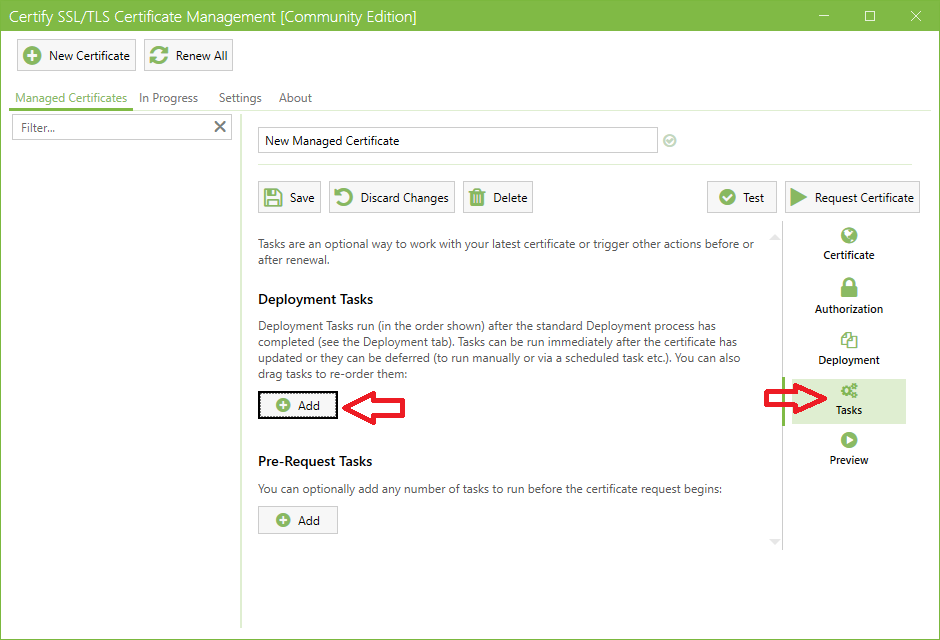 Certify SSL/TLS Certificate Management [Community Edition]
New Certificate
Renew All
Managed Certificates
In Progress
Settings
About
Filter...
New Managed Certificate
Save
Discard Changes
Delete
Test
Request Certificate
Tasks are an optional way to work with your latest certificate or trigger other actions before or
after renewal.
Deployment Tasks
Deployment Tasks run (in the order shown) after the standard Deployment process has
completed (see the Deployment tab). Tasks can be run immediately after the certificate has
updated or they can be deferred (to run manually or via a scheduled task etc.). You can also
drag tasks to re-order them:
Add
Pre-Request Tasks
You can optionally add any number of tasks to run before the certificate request begins:
Add
Certificate
Authorization
Deployment
Tasks
Preview